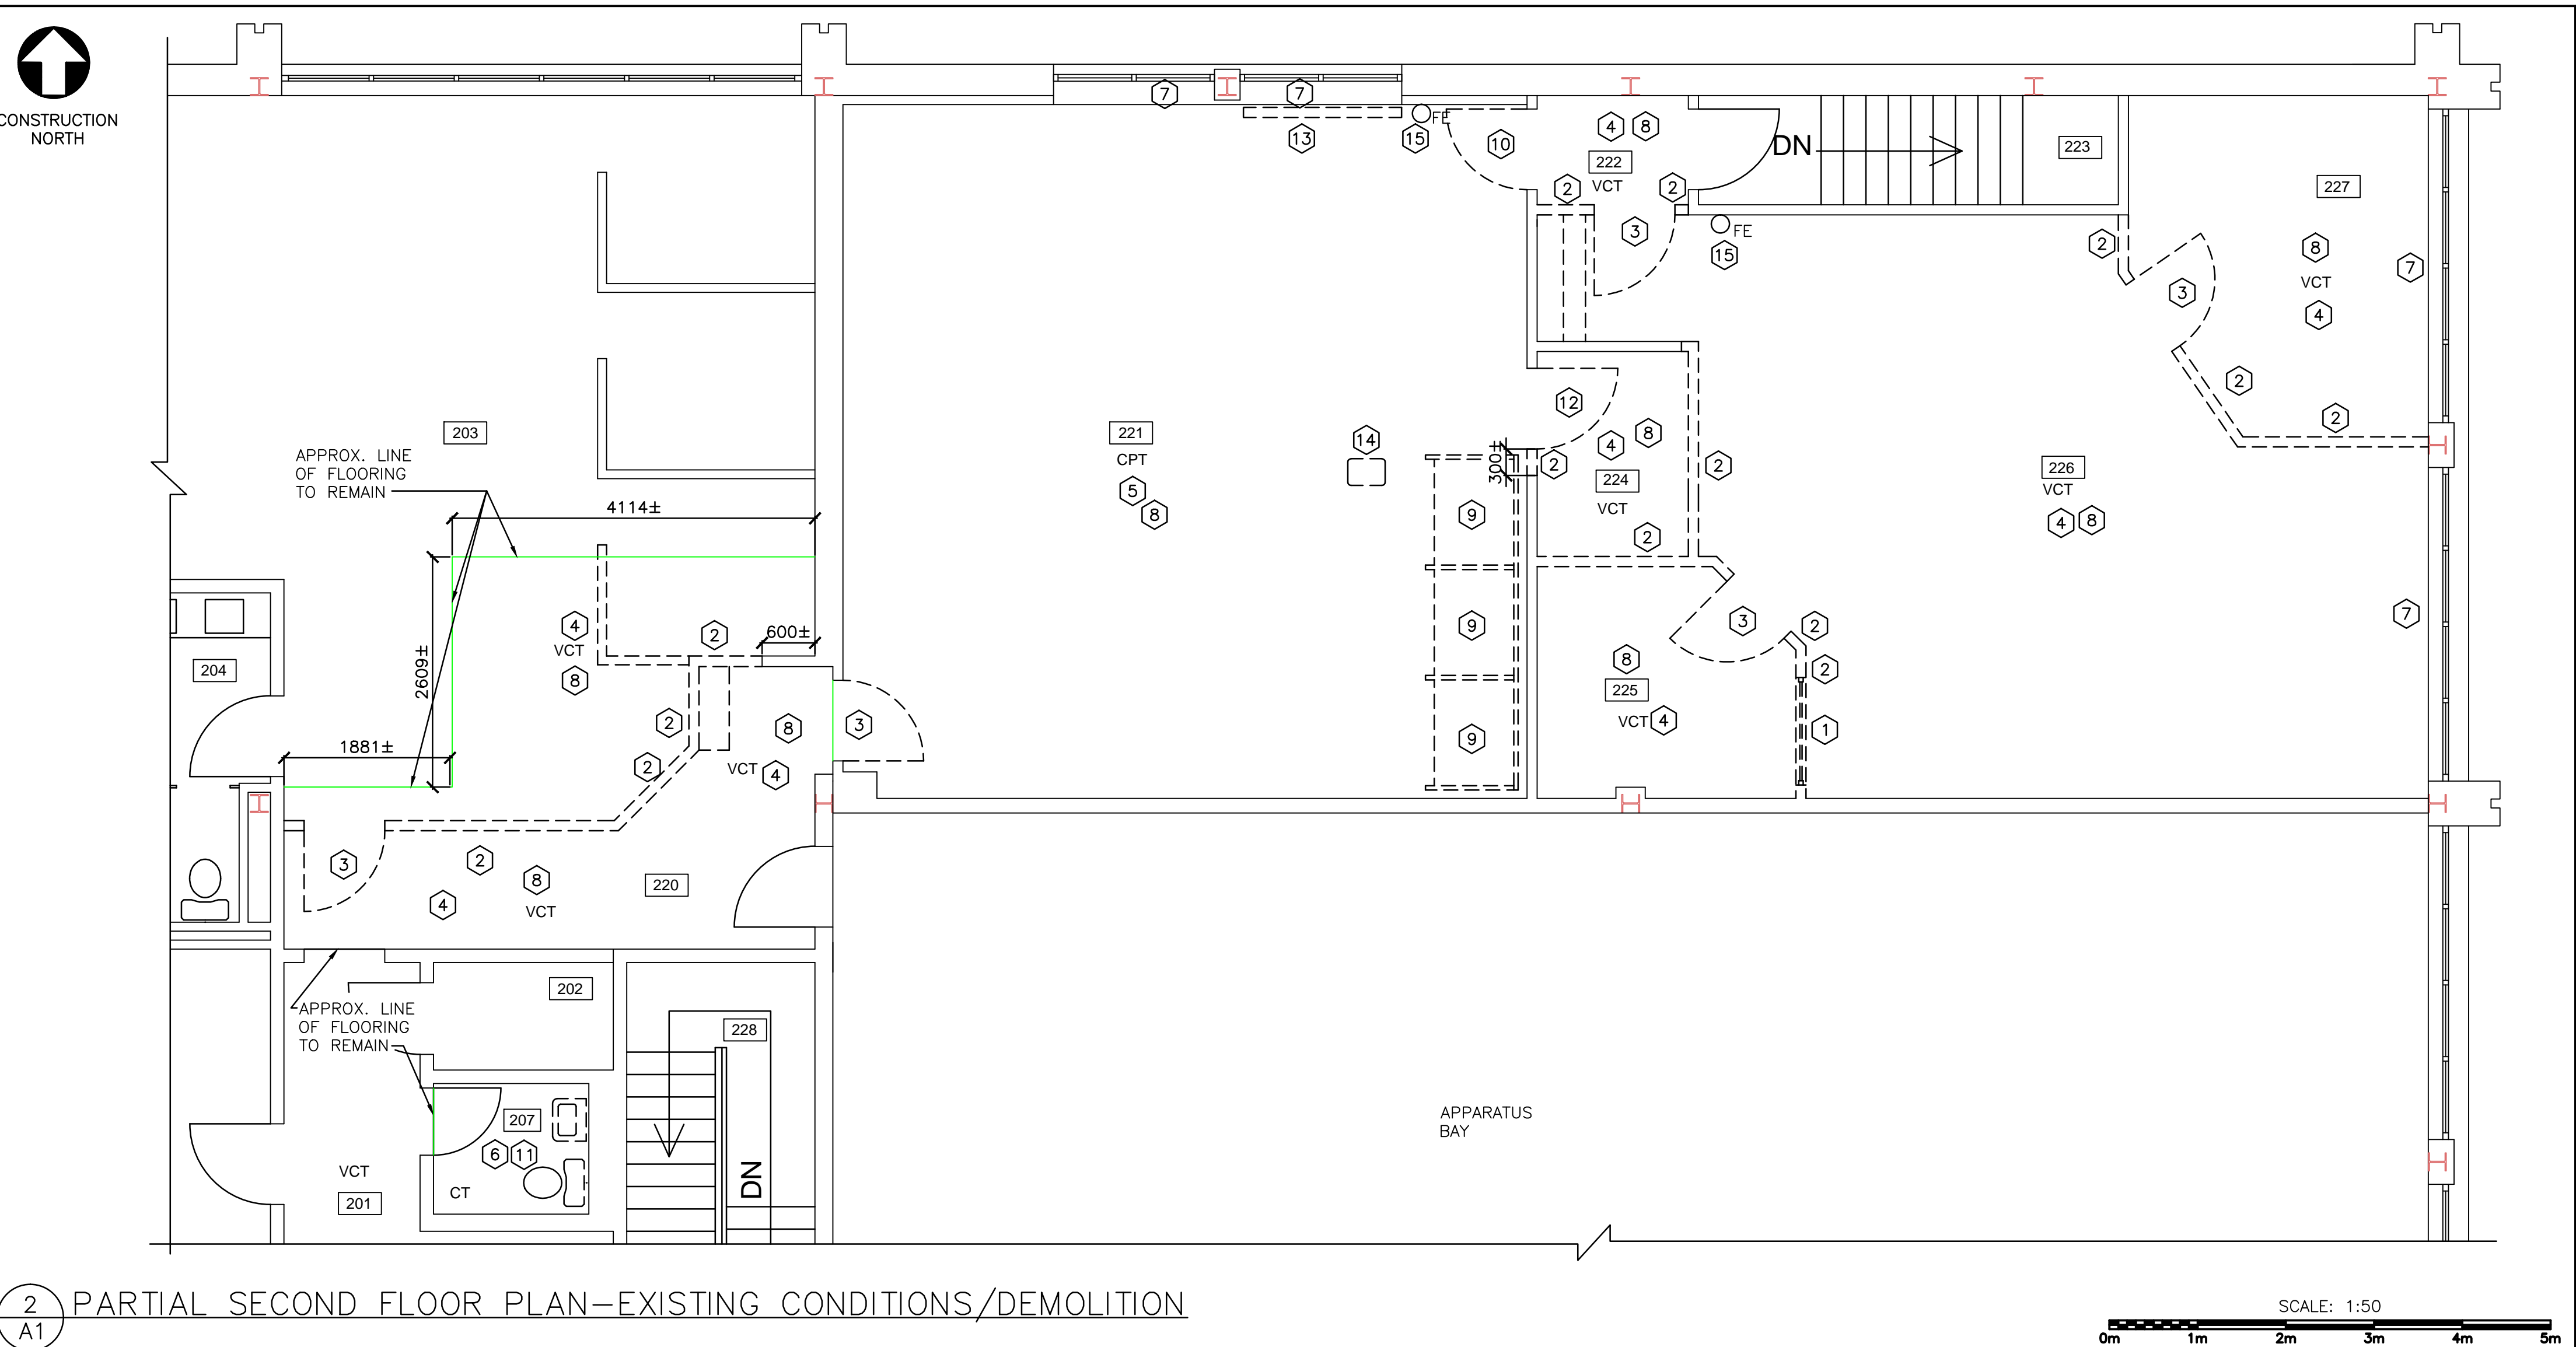 CONSTRUCTION
NORTH
7
7
13
FE
15
10
4
8
222
VCT
2
2
3
DN
223
FE
15
2
227
8
VCT
4
3
7
2
2
203
APPROX. LINE
OF FLOORING
TO REMAIN
4114±
2609±
1881±
600±
221
CPT
5
8
14
12
4
8
300±
2
224
VCT
2
2
226
VCT
4
8
9
9
9
4
VCT
8
2
2
2
8
VCT
4
3
204
3
2
2
8
225
VCT
4
1
7
3
2
4
8
VCT
220
APPROX. LINE
OF FLOORING
TO REMAIN
202
228
207
6
11
CT
VCT
201
DN
APPARATUS
BAY
2
A1
PARTIAL SECOND FLOOR PLAN-EXISTING CONDITIONS/DEMOLITION
SCALE: 1:50
0m 1m 2m 3m 4m 5m